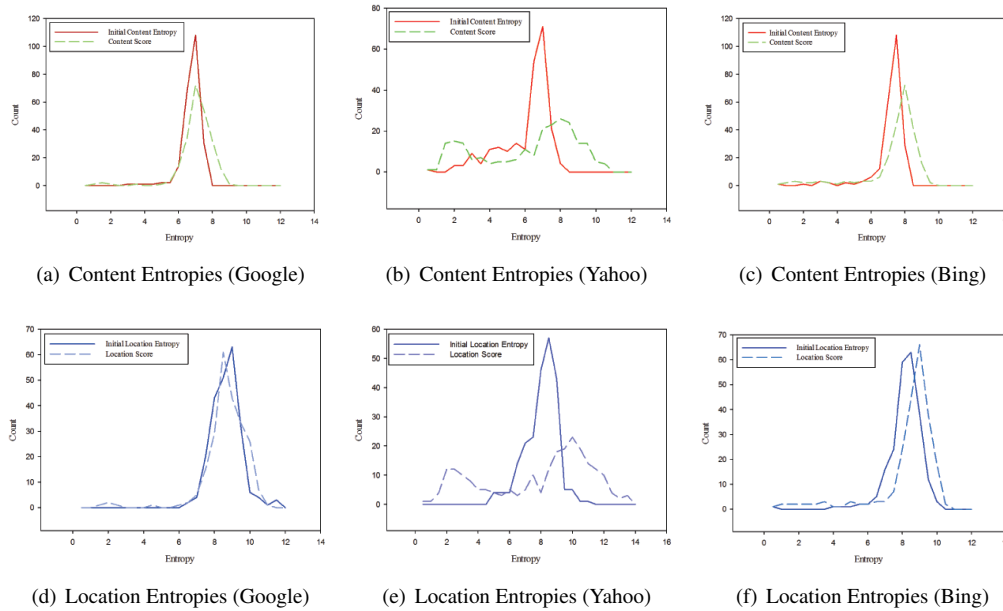 Initial Content Entropy
Content Score
120
100
80
60
40
20
0
Count
0 2 4 6 8 10 12 14
Entropy
(a) Content Entropies (Google)
Initial Content Entropy
Content Score
80
60
40
20
0
Count
0 2 4 6 8 10 12 14
Entropy
(b) Content Entropies (Yahoo)
Initial Content Entropy
Content Score
120
100
80
60
40
20
0
Count
0 2 4 6 8 10 12 14
Entropy
(c) Content Entropies (Bing)
Initial Location Entropy
Location Score
70
60
50
40
30
20
10
0
Count
0 2 4 6 8 10 12 14
Entropy
(d) Location Entropies (Google)
Initial Location Entropy
Location Score
60
50
40
30
20
10
0
Count
0 2 4 6 8 10 12 14 16
Entropy
(e) Location Entropies (Yahoo)
Initial Location Entropy
Location Score
70
60
50
40
30
20
10
0
Count
0 2 4 6 8 10 12 14
Entropy
(f) Location Entropies (Bing)